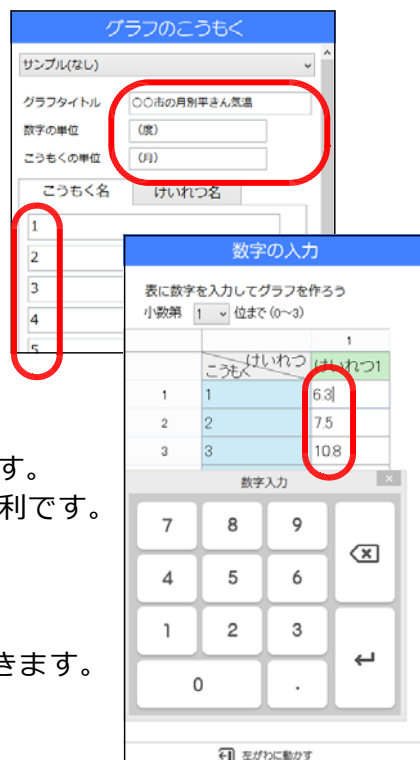 グラフのこうもく
サンプル(なし)
グラフタイトル 〇〇市の月別平きん気温
数字の単位 (度)
こうもくの単位 (月)
こうもく名 けいれつ名
1
2
3
4
5
数字の入力
表に数字を入力してグラフを作ろう
小数第 1 位まで(0~3)
1
こうもく けいれつ けいれつ1
1 1 6.3
2 2 7.5
3 3 10.8
す。
利です。
きます。
数字入力 ×
7 8 9
4 5 6
1 2 3
0 .
左がわに動かす